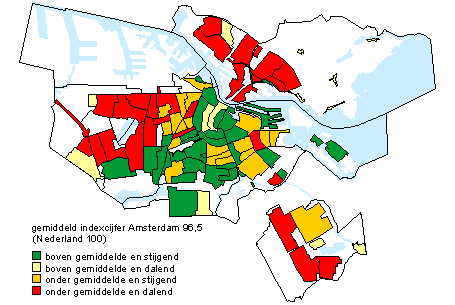 gemiddeld indexcijfer Amsterdam 96,5
(Nederland 100)
boven gemiddelde en stijgend
boven gemiddelde en dalend
onder gemiddelde en stijgend
onder gemiddelde en dalend